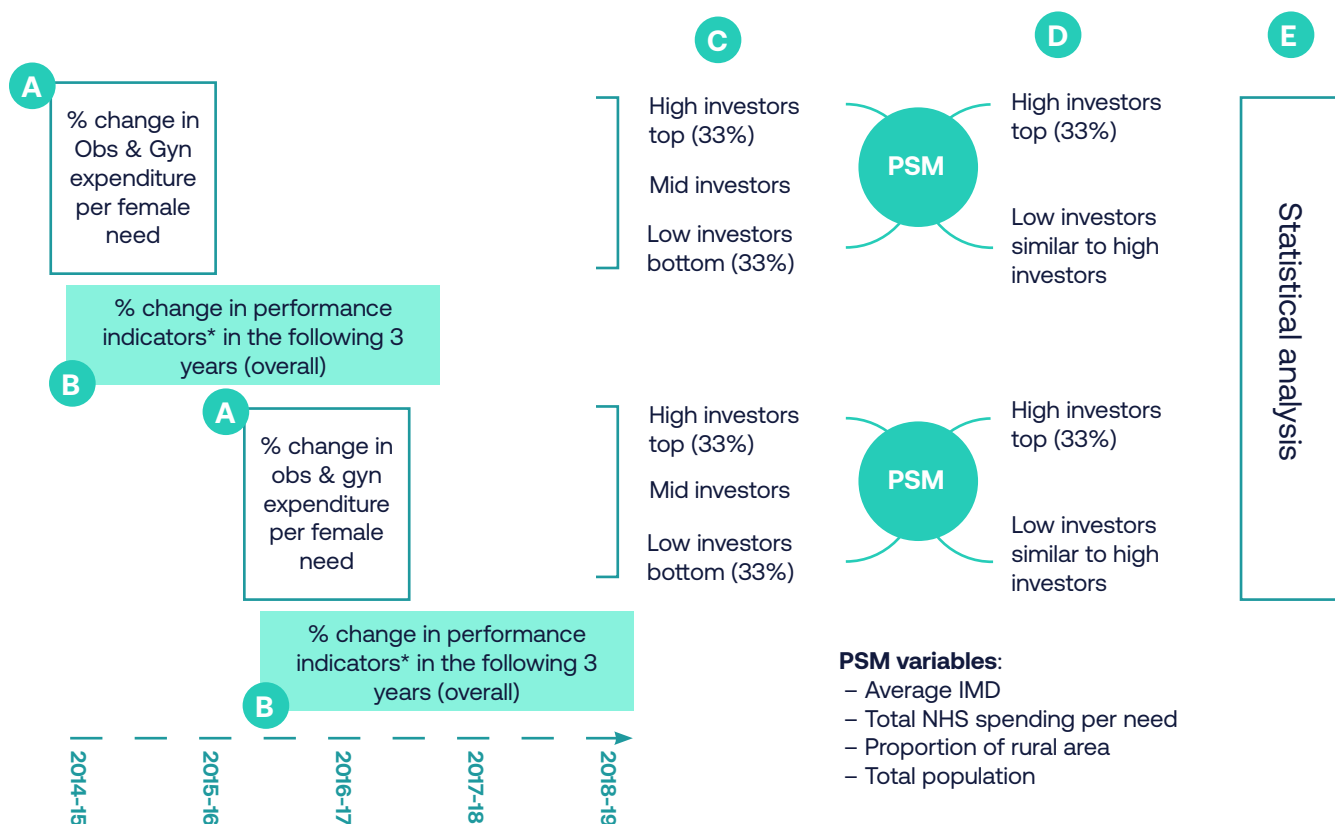 C
D
E
A
% change in
Obs & Gyn
expenditure
per female
need
High investors
top (33%)
Mid investors
Low investors
bottom (33%)
PSM
High investors
top (33%)
Low investors
similar to high
investors
Statistical analysis
% change in performance
indicators* in the following 3
years (overall)
B
A
% change in
obs & gyn
expenditure
per female
need
High investors
top (33%)
Mid investors
Low investors
bottom (33%)
PSM
High investors
top (33%)
Low investors
similar to high
investors
% change in performance
indicators* in the following 3
years (overall)
B
PSM variables:
– Average IMD
– Total NHS spending per need
– Proportion of rural area
– Total population
2014-15
2015-16
2016-17
2017-18
2018-19